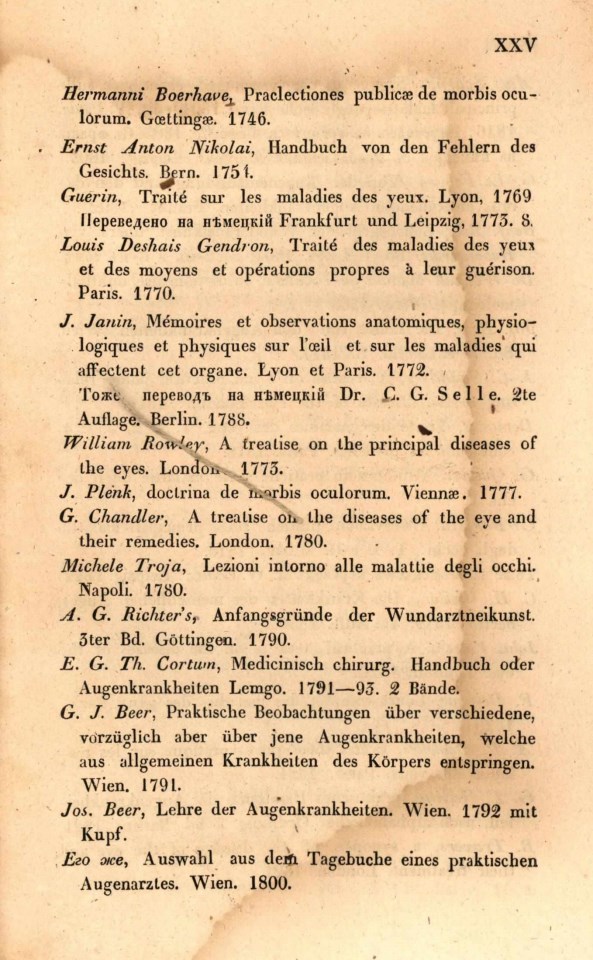 XXV
Hermanni Boerhave, Praclectiones publicæ de morbis ocu-
lorum. Gœttingæ. 1746.
Ernst Anton Nikolai, Handbuch von den Fehlern des
Gesichts. Bern. 1754.
Guerin, Traité sur les maladies des yeux. Lyon, 1769
Переведено на нѣмецкій Frankfurt und Leipzig, 1773. 8.
Louis Deshais Gendron, Traité des maladies des yeux
et des moyens et opérations propres à leur guérison.
Paris. 1770.
J. Janin, Mémoires et observations anatomiques, physio-
logiques et physiques sur l'œil et sur les maladies qui
affectent cet organe. Lyon et Paris. 1772.
Тоже переводъ на нѣмецкій Dr. C. G. Selle. 2te
Auflage. Berlin. 1788.
William Rowley, A treatise on the principal diseases of
the eyes. London 1773.
J. Plénk, doctrina de morbis oculorum. Viennæ. 1777.
G. Chandler, A treatise on the diseases of the eye and
their remedies. London. 1780.
Michele Troja, Lezioni intorno alle malattie degli occhi.
Napoli. 1780.
A. G. Richter's, Anfangsgründe der Wundarztneikunst.
3ter Bd. Göttingen. 1790.
E. G. Th. Cortum, Medicinisch chirurg. Handbuch oder
Augenkrankheiten Lemgo. 1791—93. 2 Bände.
G. J. Beer, Praktische Beobachtungen über verschiedene,
vorzüglich aber über jene Augenkrankheiten, welche
aus allgemeinen Krankheiten des Körpers entspringen.
Wien. 1791.
Jos. Beer, Lehre der Augenkrankheiten. Wien. 1792 mit
Kupf.
Его же, Auswahl aus dem Tagebuche eines praktischen
Augenarztes. Wien. 1800.